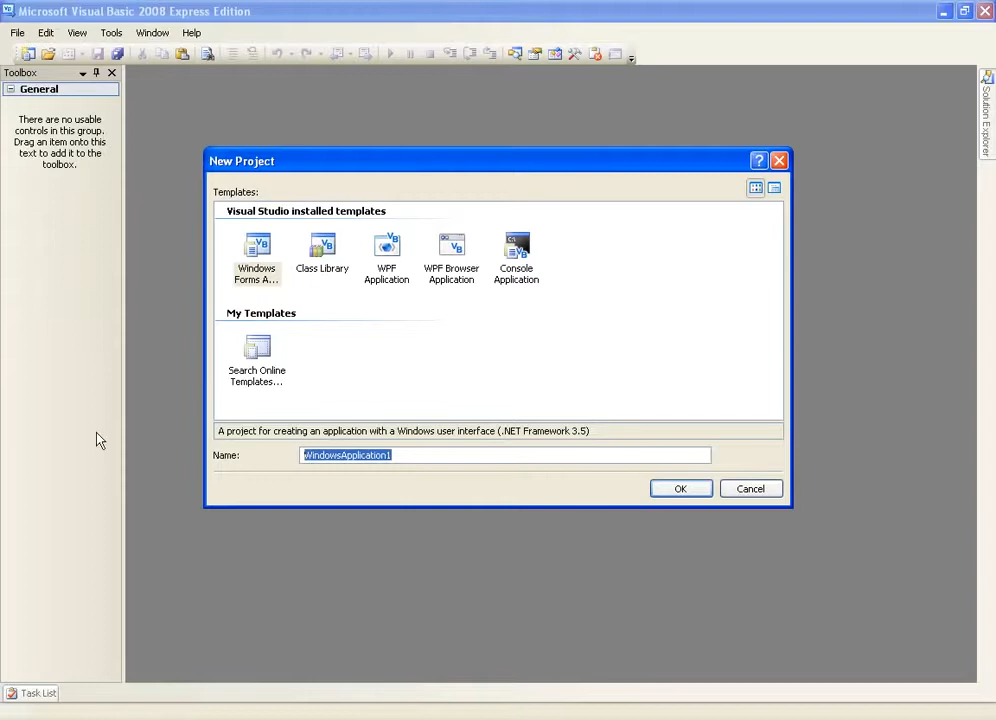 Microsoft Visual Basic 2008 Express Edition
File Edit View Tools Window Help
Toolbox
General
There are no usable
controls in this group.
Drag an item onto this
text to add it to the
toolbox.
Solution Explorer
New Project
Templates:
Visual Studio installed templates
Windows
Forms A...
Class Library
WPF
Application
WPF Browser
Application
Console
Application
My Templates
Search Online
Templates...
A project for creating an application with a Windows user interface (.NET Framework 3.5)
Name: WindowsApplication1
OK Cancel
Task List